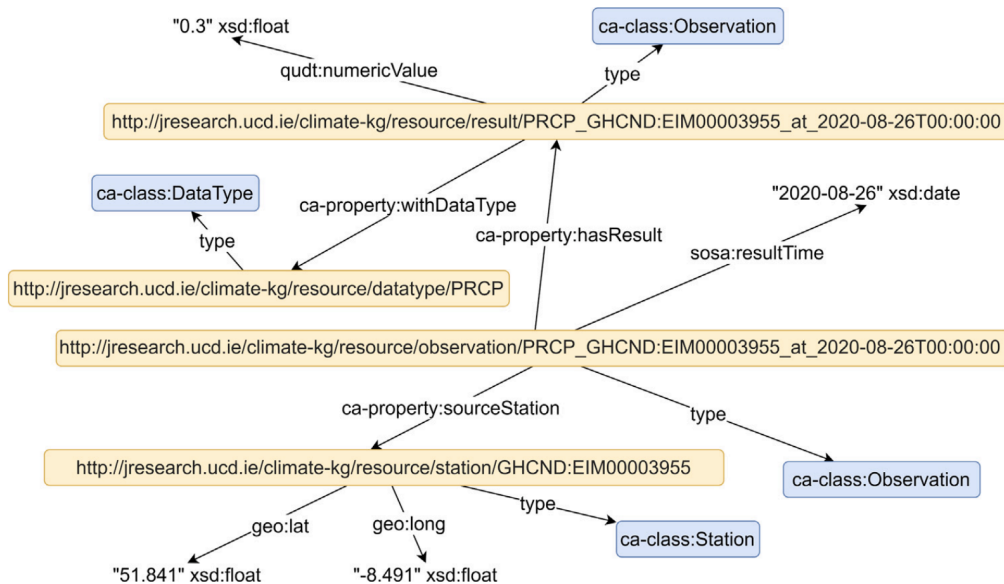 "0.3" xsd:float
ca-class:Observation
qudt:numericValue
type
http://jresearch.ucd.ie/climate-kg/resource/result/PRCP_GHCND:EIM00003955_at_2020-08-26T00:00:00
ca-class:DataType
ca-property:withDataType
"2020-08-26" xsd:date
type
ca-property:hasResult
sosa:resultTime
http://jresearch.ucd.ie/climate-kg/resource/datatype/PRCP
http://jresearch.ucd.ie/climate-kg/resource/observation/PRCP_GHCND:EIM00003955_at_2020-08-26T00:00:00
ca-property:sourceStation
type
http://jresearch.ucd.ie/climate-kg/resource/station/GHCND:EIM00003955
ca-class:Observation
geo:lat
geo:long
type
ca-class:Station
"51.841" xsd:float
"-8.491" xsd:float